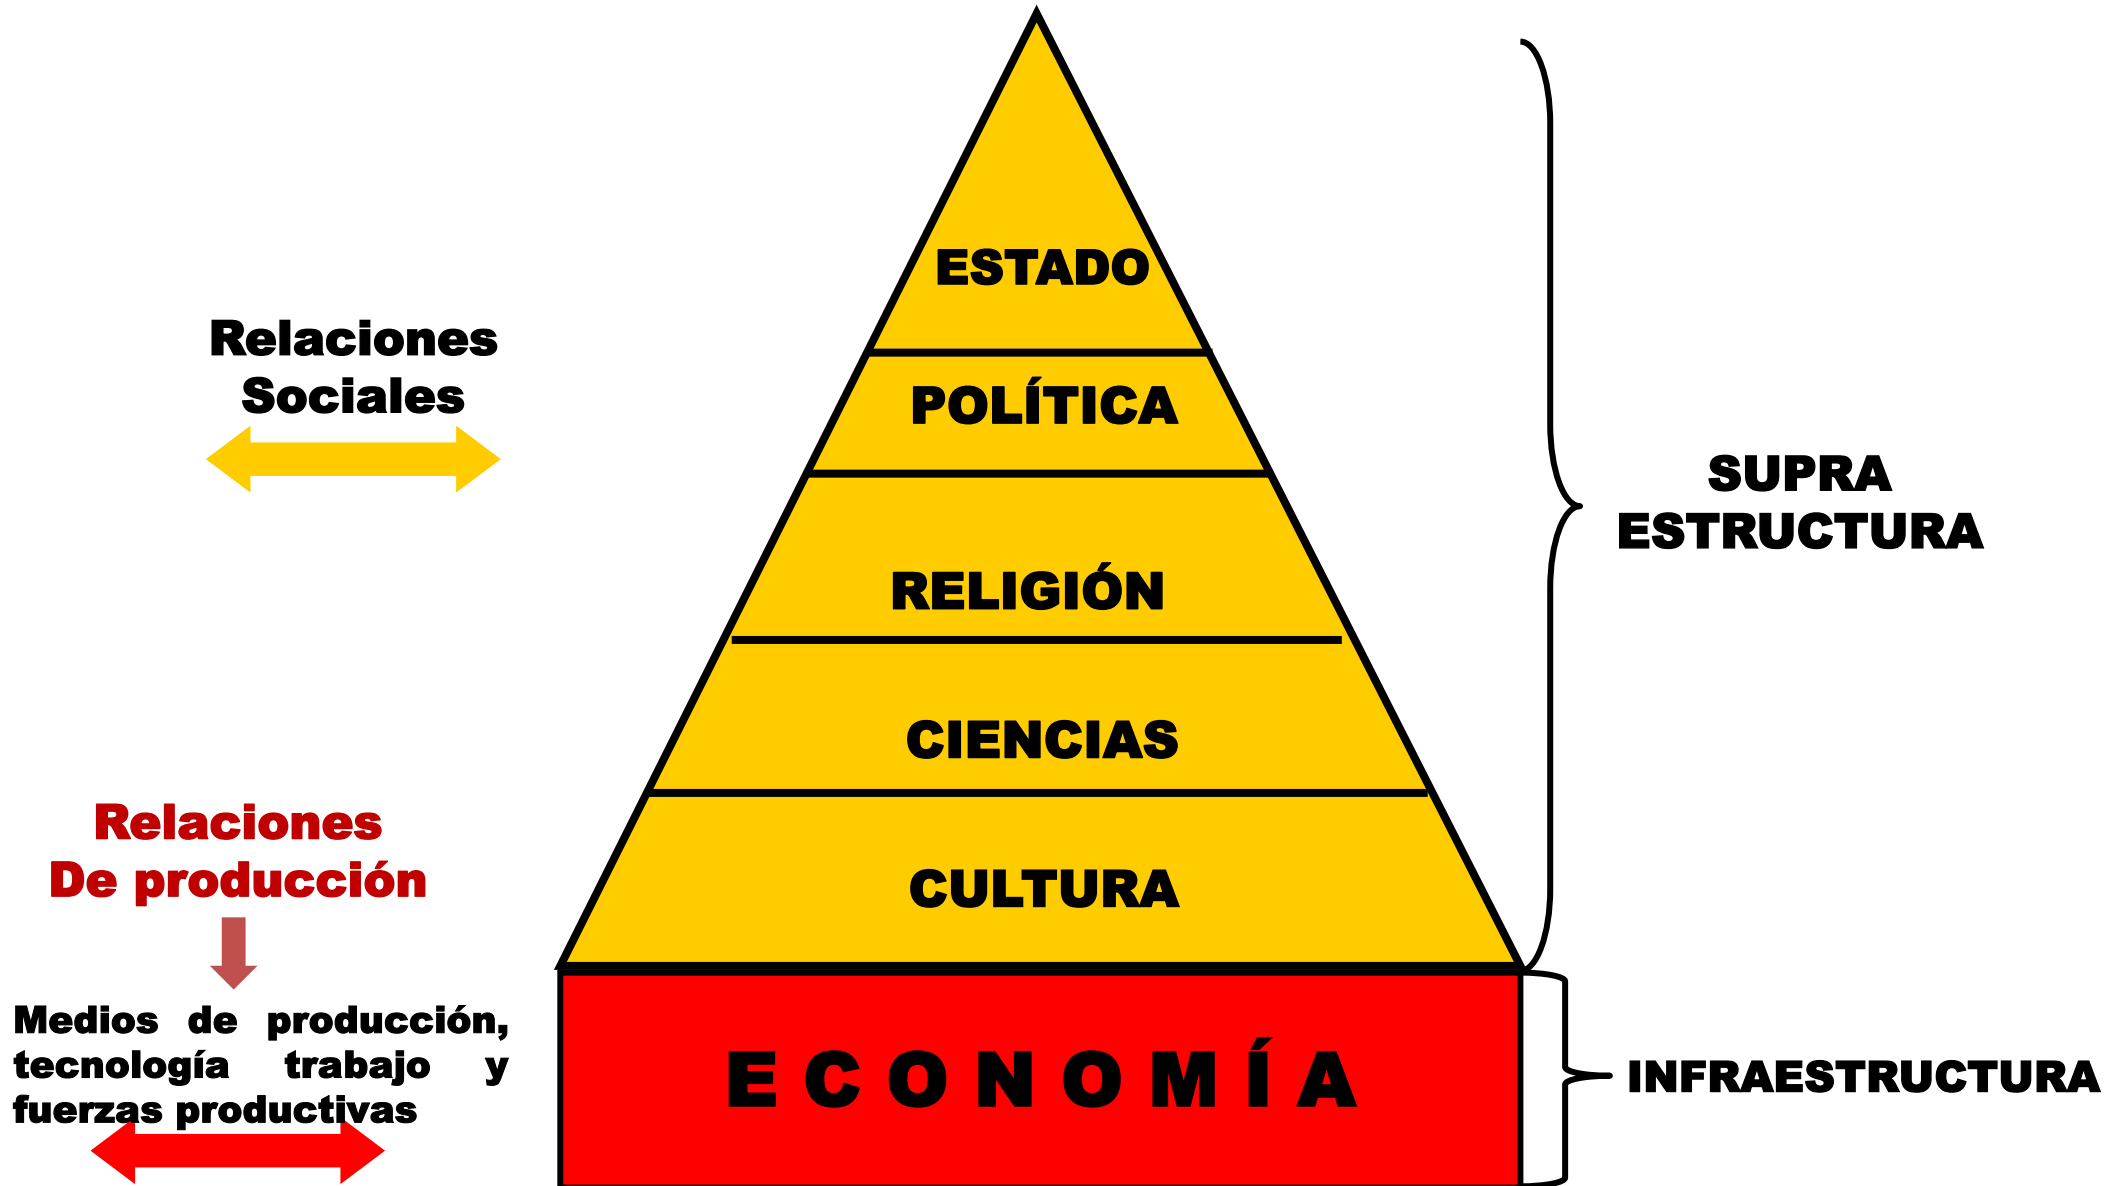 ESTADO
Relaciones
Sociales
POLÍTICA
SUPRA
ESTRUCTURA
RELIGIÓN
CIENCIAS
Relaciones
De producción
CULTURA
Medios de producción,
tecnología trabajo y
fuerzas productivas
E C O N O M Í A
INFRAESTRUCTURA